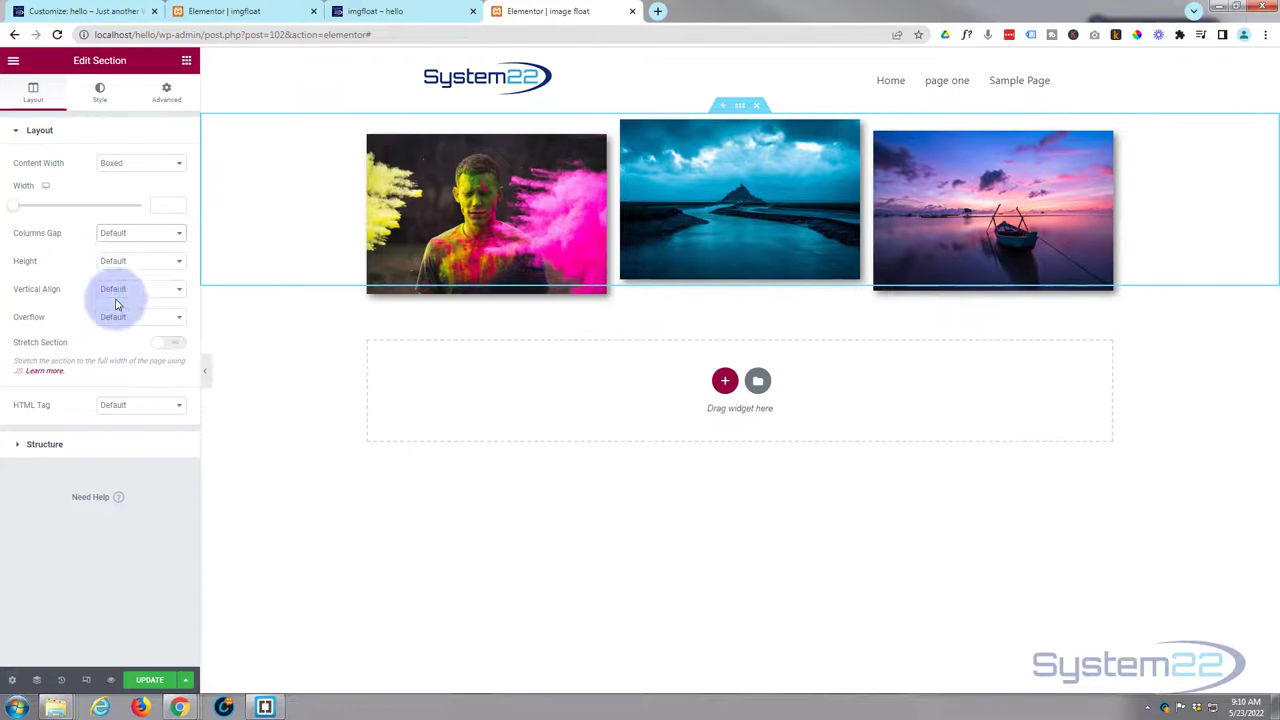 Customize: hello – Just another W
Elementor | imgfloat
imgfloat – hello
Elementor | image float
localhost/hello/wp-admin/post.php?post=102&action=elementor#
Edit Section
Layout
Style
Advanced
Layout
Content Width
Boxed
Width
Columns Gap
Default
Height
Default
Vertical Align
Default
Overflow
Default
Stretch Section
Stretch the section to the full width of the page using
JS. Learn more.
HTML Tag
Default
Structure
Need Help ?
UPDATE
System22
Home
page one
Sample Page
Drag widget here
System22
9:10 AM
5/23/2022